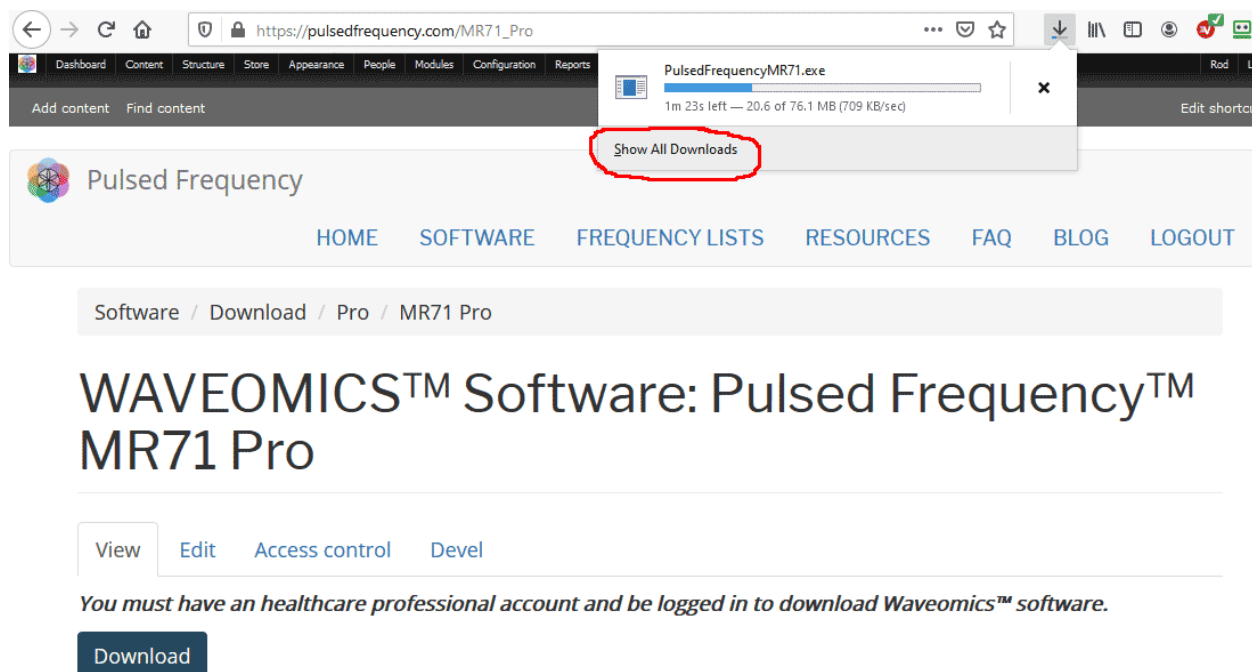 https://pulsedfrequency.com/MR71_Pro
Dashboard Content Structure Store Appearance People Modules Configuration Reports Rod
PulsedFrequencyMR71.exe
1m 23s left — 20.6 of 76.1 MB (709 KB/sec)
Add content Find content Edit shortc
Show All Downloads
Pulsed Frequency
HOME SOFTWARE FREQUENCY LISTS RESOURCES FAQ BLOG LOGOUT
Software / Download / Pro / MR71 Pro
WAVEOMICS™ Software: Pulsed Frequency™
MR71 Pro
View Edit Access control Devel
You must have an healthcare professional account and be logged in to download Waveomics™ software.
Download